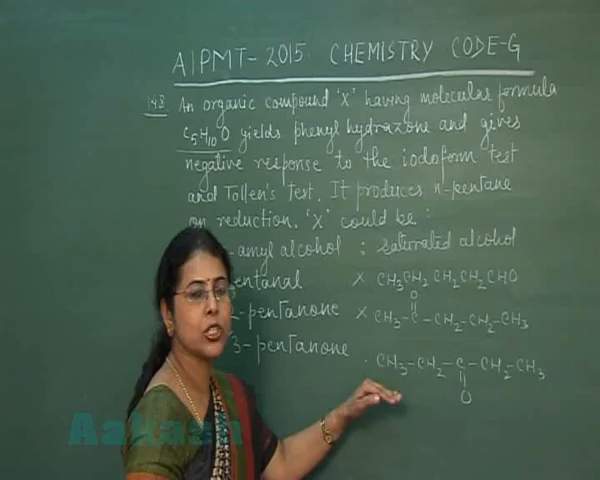 AIPMT-2015 CHEMISTRY CODE-G
143 An organic compound 'X' having molecular formula
C5H10O yields phenyl hydrazone and gives
negative response to the iodoform test
and Tollen's Test. It produces n-pentane
on reduction. 'X' could be :
amyl alcohol : saturated alcohol
pentanal × CH3CH2 CH2CH2CHO
O
2-pentanone × CH3-C-CH2-CH2-CH3
3-pentanone · CH3-CH2-C-CH2-CH3
O
Aakash